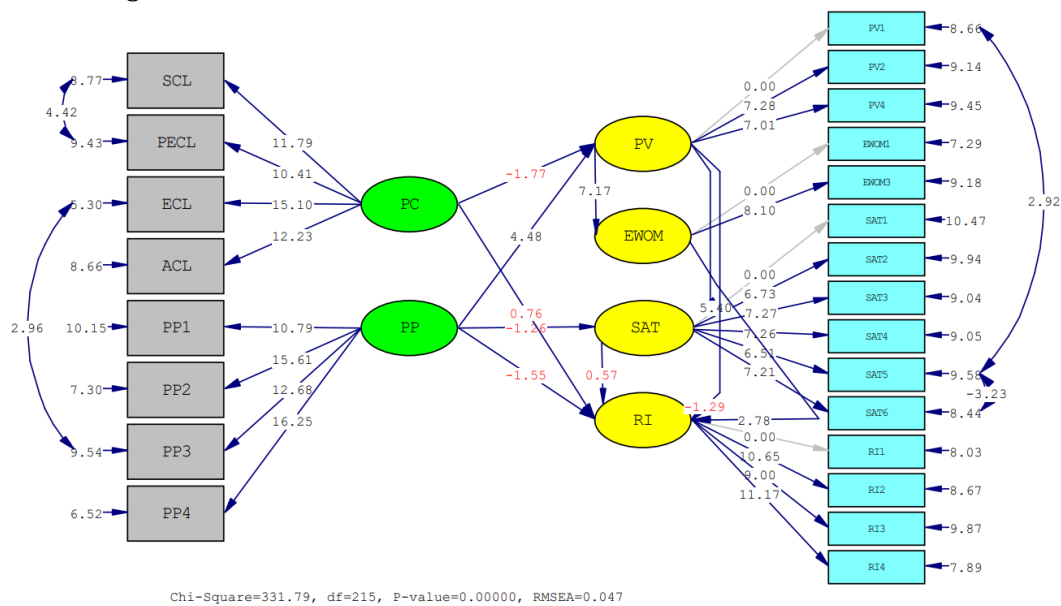 PV1
8.66
PV2
9.14
PV4
9.45
EWOM1
7.29
EWOM3
9.18
SAT1
10.47
SAT2
9.94
SAT3
9.04
SAT4
9.05
SAT5
9.58
SAT6
8.44
RI1
8.03
RI2
8.67
RI3
9.87
RI4
7.89
2.92
-3.23
8.77
SCL
4.42
9.43
PECL
5.30
ECL
8.66
ACL
2.96
10.15
PP1
7.30
PP2
9.54
PP3
6.52
PP4
11.79
10.41
15.10
12.23
10.79
15.61
12.68
16.25
PC
PP
-1.77
4.48
0.76
-1.26
-1.55
PV
7.17
EWOM
SAT
0.57
RI
0.00
7.28
7.01
0.00
8.10
0.00
5.40
6.73
7.27
7.26
6.51
7.21
-1.29
2.78
0.00
10.65
9.00
11.17
Chi-Square=331.79, df=215, P-value=0.00000, RMSEA=0.047